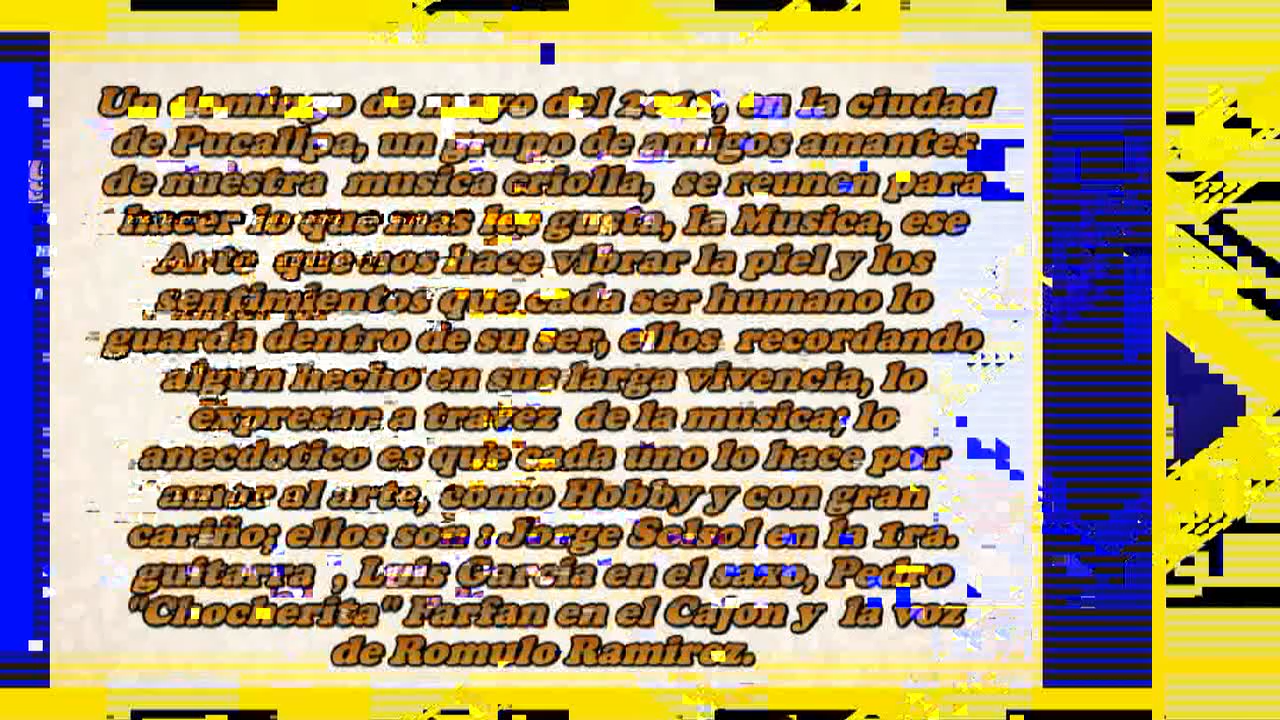 Un domingo de mayo del en la ciudad
de Pucallpa, un grupo de amigos amantes
de nuestra musica criolla, se reunen para
hacer lo que mas les gusta, la Musica, ese
Arte que nos hace vibrar la piel y los
sentimientos que cada ser humano lo
guarda dentro de su ser, ellos recordando
algun hecho en sus larga vivencia, lo
expresan a travez de la musica; lo
anecdotico es que cada uno lo hace por
amor al arte, como Hobby y con gran
cariño; ellos son : Jorge en la 1ra.
guitarra , Luis Garcia en el saxo, Pedro
"Chocherita" Farfan en el Cajon y la voz
de Romulo Ramirez.